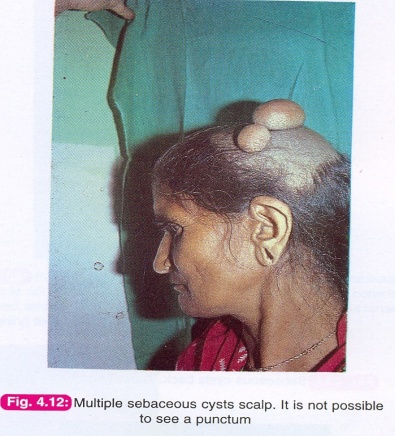 Fig. 4.12: Multiple sebaceous cysts scalp. It is not possible
to see a punctum